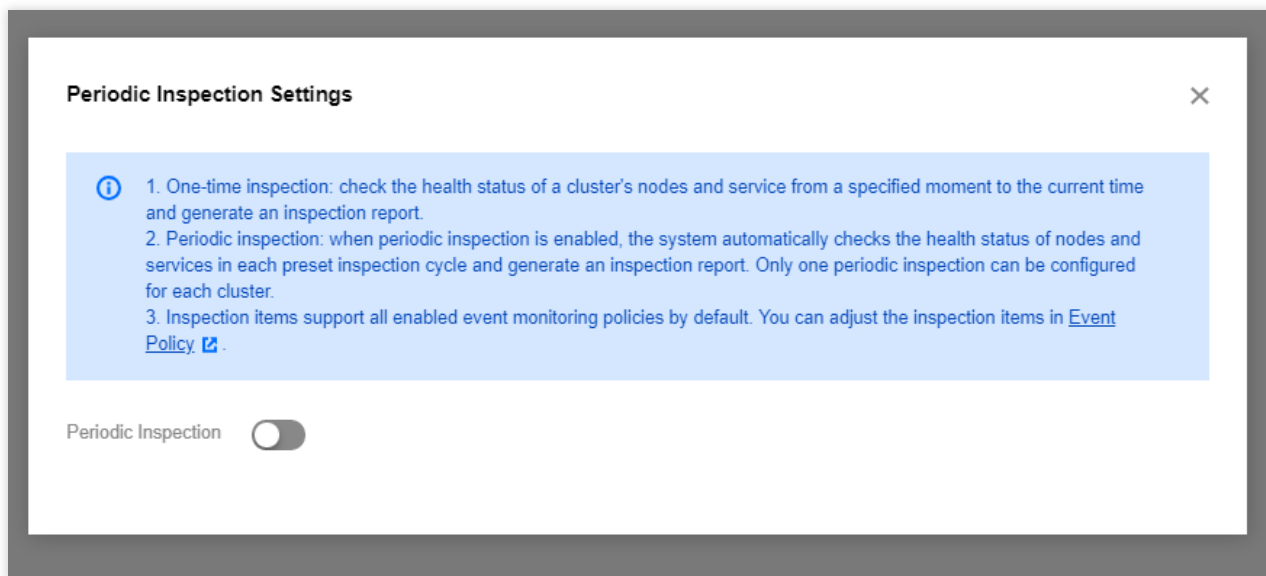 Periodic Inspection Settings
1. One-time inspection: check the health status of a cluster's nodes and service from a specified moment to the current time
and generate an inspection report.
2. Periodic inspection: when periodic inspection is enabled, the system automatically checks the health status of nodes and
services in each preset inspection cycle and generate an inspection report. Only one periodic inspection can be configured
for each cluster.
3. Inspection items support all enabled event monitoring policies by default. You can adjust the inspection items in Event
Policy .
Periodic Inspection